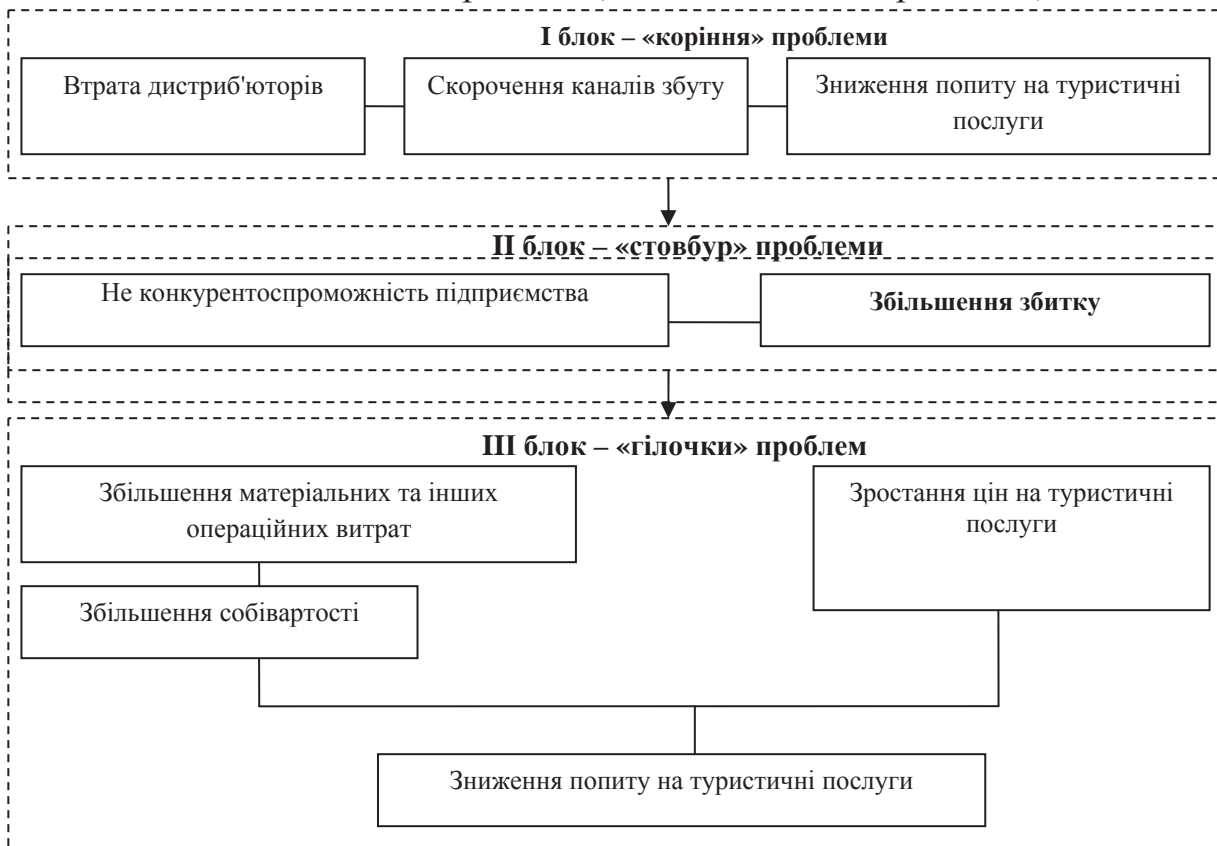 I блок – «коріння» проблеми
Втрата дистриб'юторів
Скорочення каналів збуту
Зниження попиту на туристичні
послуги
II блок – «стовбур» проблеми
Не конкурентоспроможність підприємства
Збільшення збитку
III блок – «гілочки» проблем
Збільшення матеріальних та інших
операційних витрат
Зростання цін на туристичні
послуги
Збільшення собівартості
Зниження попиту на туристичні послуги